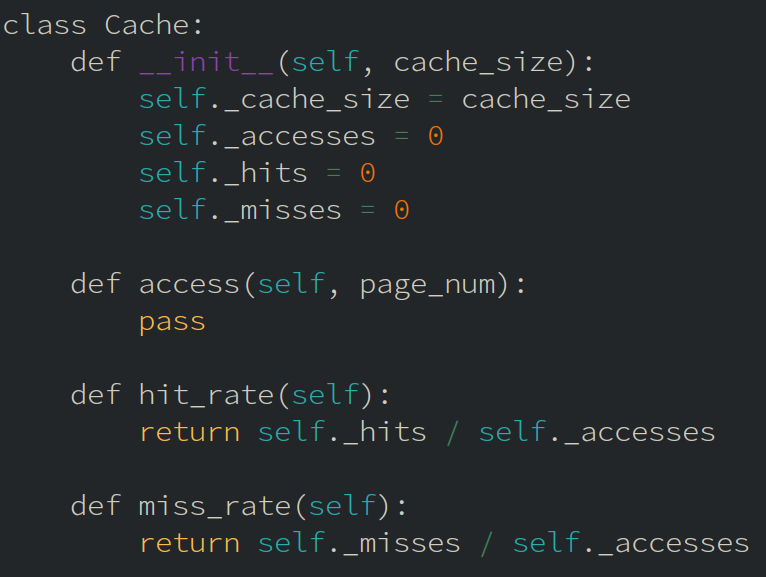 class Cache:
    def __init__(self, cache_size):
        self._cache_size = cache_size
        self._accesses = 0
        self._hits = 0
        self._misses = 0

    def access(self, page_num):
        pass

    def hit_rate(self):
        return self._hits / self._accesses

    def miss_rate(self):
        return self._misses / self._accesses